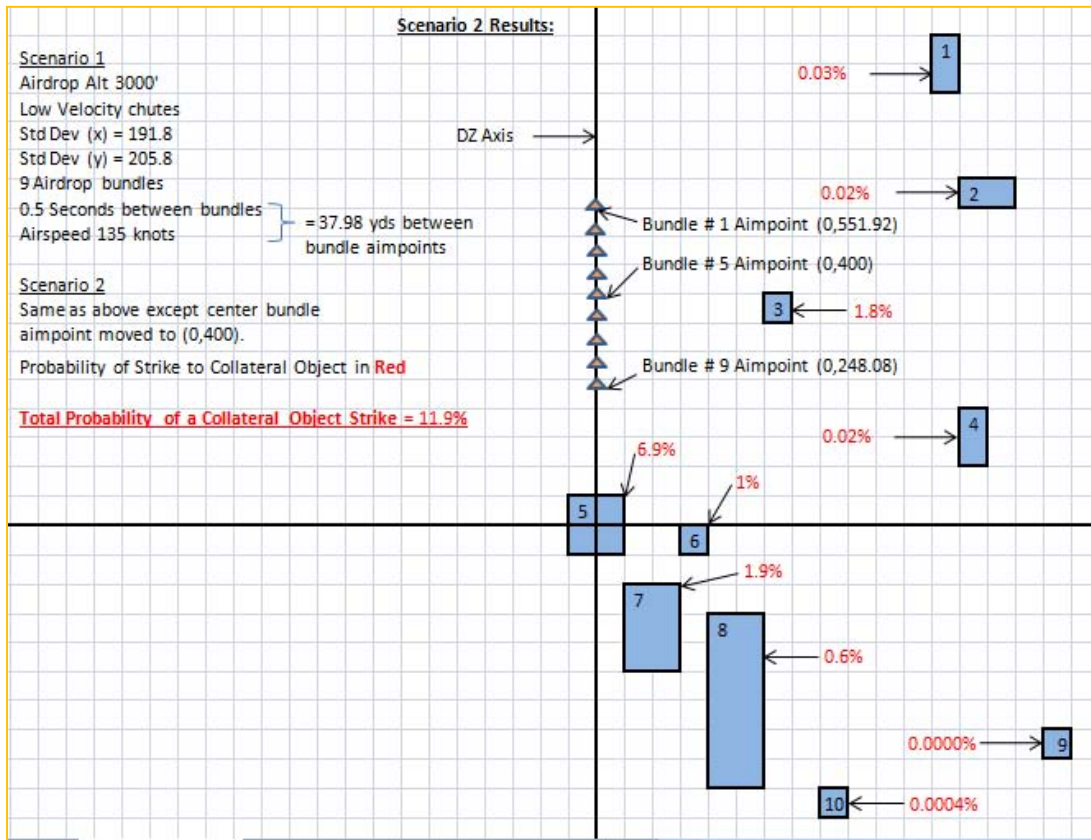 Scenario 2 Results:
Scenario 1
Airdrop Alt 3000'
Low Velocity chutes
Std Dev (x) = 191.8
Std Dev (y) = 205.8
9 Airdrop bundles
0.5 Seconds between bundles
Airspeed 135 knots
= 37.98 yds between
bundle aimpoints
Scenario 2
Same as above except center bundle
aimpoint moved to (0,400).
Probability of Strike to Collateral Object in Red
Total Probability of a Collateral Object Strike = 11.9%
DZ Axis
Bundle # 1 Aimpoint (0,551.92)
Bundle # 5 Aimpoint (0,400)
Bundle # 9 Aimpoint (0,248.08)
0.03%
1
0.02%
2
3
1.8%
0.02%
4
6.9%
5
1%
6
1.9%
7
8
0.6%
0.0000%
9
10
0.0004%